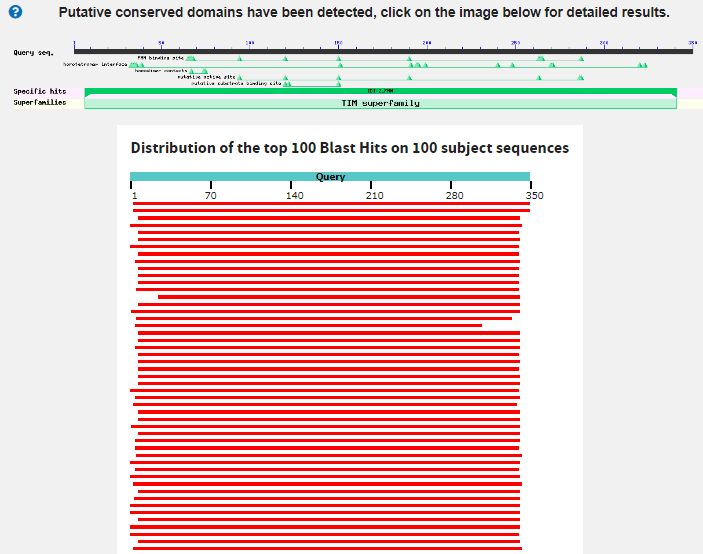 ? Putative conserved domains have been detected, click on the image below for detailed results.
1 50 100 150 200 250 300 350
Query seq.
FMN binding site
homotetramer interface
homodimer contacts
putative active site
putative substrate binding site
Specific hits
IDI-2_FMN
Superfamilies
TIM superfamily
Distribution of the top 100 Blast Hits on 100 subject sequences
Query
1 70 140 210 280 350